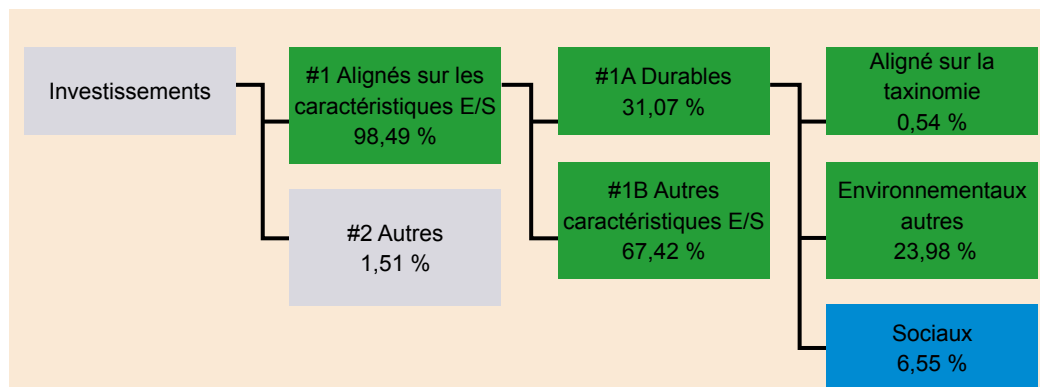 Investissements
#1 Alignés sur les
caractéristiques E/S
98,49 %
#2 Autres
1,51 %
#1A Durables
31,07 %
#1B Autres
caractéristiques E/S
67,42 %
Aligné sur la
taxinomie
0,54 %
Environnementaux
autres
23,98 %
Sociaux
6,55 %